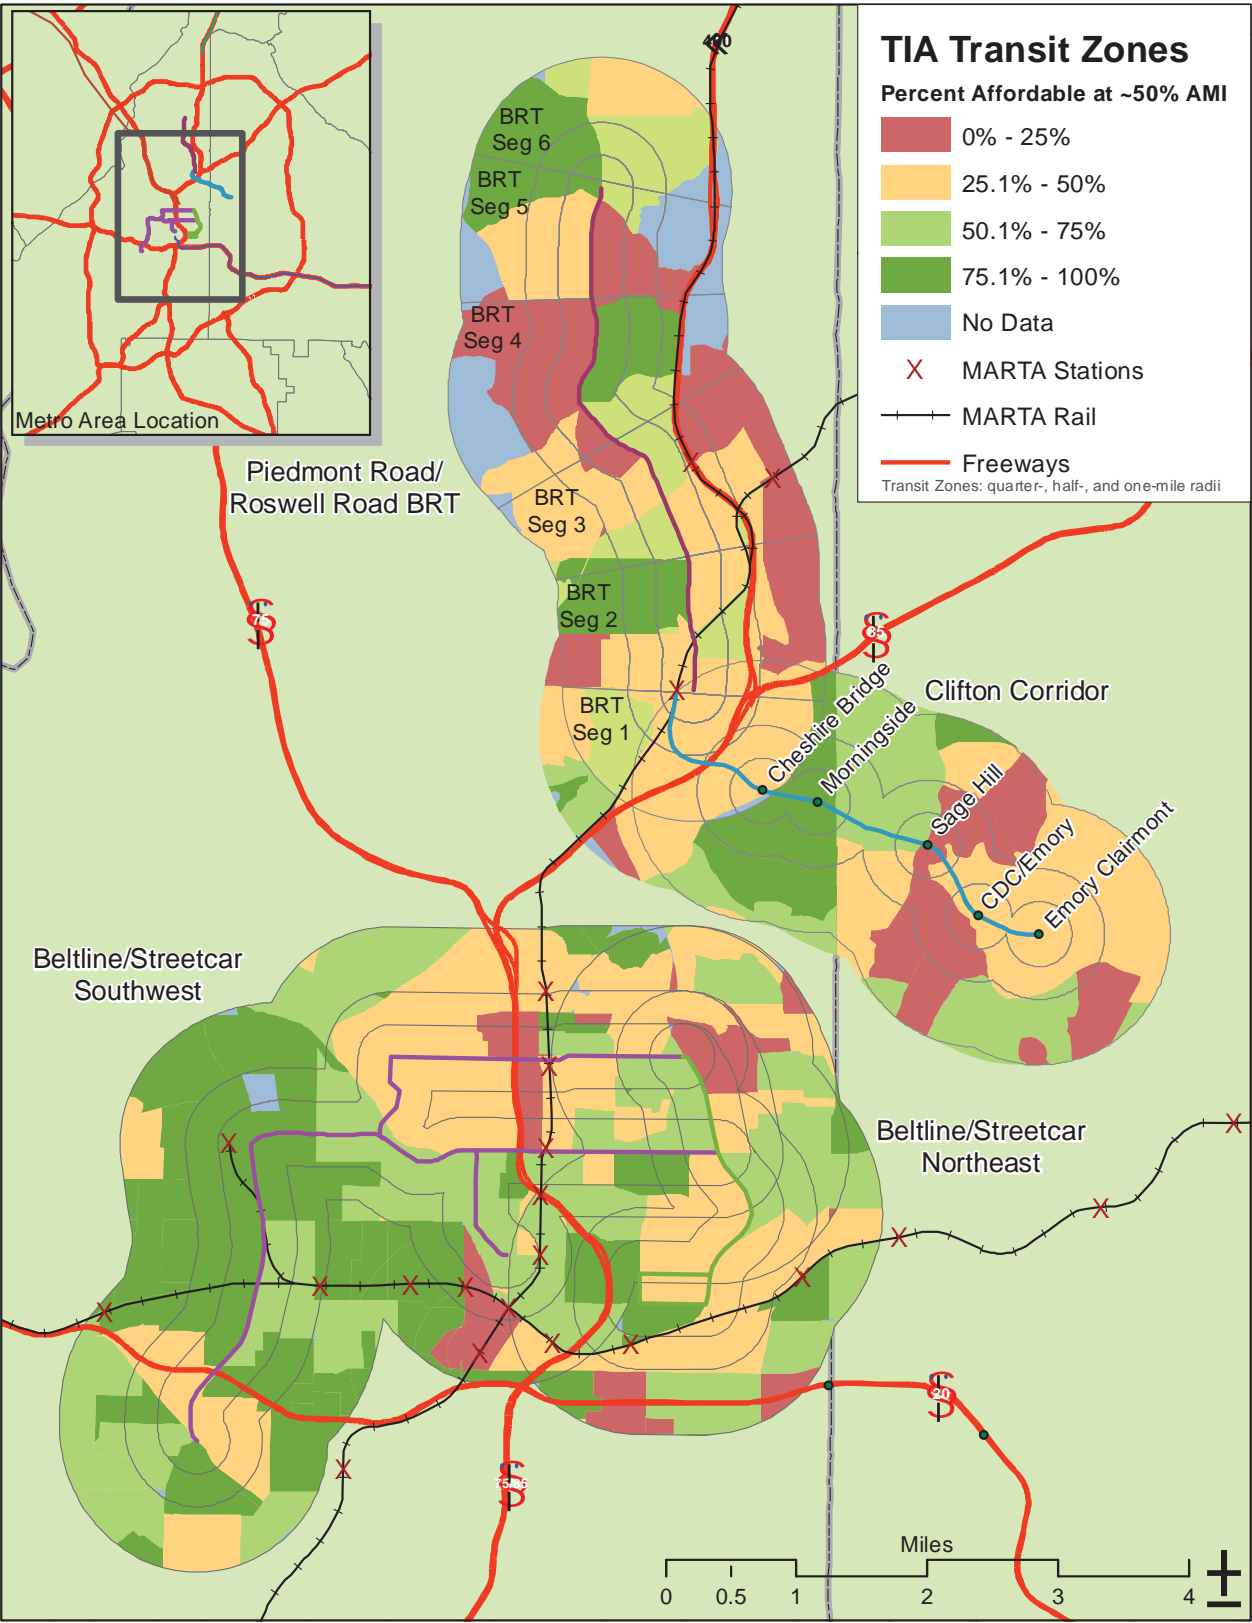 TIA Transit Zones
Percent Affordable at ~50% AMI
0% - 25%
25.1% - 50%
50.1% - 75%
75.1% - 100%
No Data
X MARTA Stations
MARTA Rail
Freeways
Transit Zones: quarter-, half-, and one-mile radii
Metro Area Location
BRT
Seg 6
BRT
Seg 5
BRT
Seg 4
Piedmont Road/
Roswell Road BRT
BRT
Seg 3
BRT
Seg 2
75
85
BRT
Seg 1
Clifton Corridor
Cheshire Bridge
Morningside
Sage Hill
CDC/Emory
Emory Clairmont
Beltline/Streetcar
Southwest
Beltline/Streetcar
Northeast
20
Miles
0 0.5 1 2 3 4